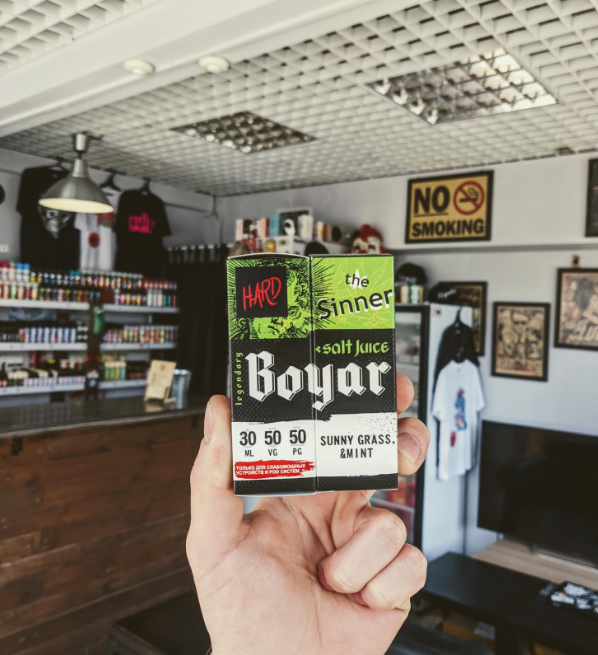 NO
SMOKING
HARD
the
Sinner
salt Juice
legendary
Boyar
30 50 50
ML VG PG
SUNNY GRASS,
&MINT
ТОЛЬКО ДЛЯ СЛАБОМОЩНЫХ
УСТРОЙСТВ И POD СИСТЕМ